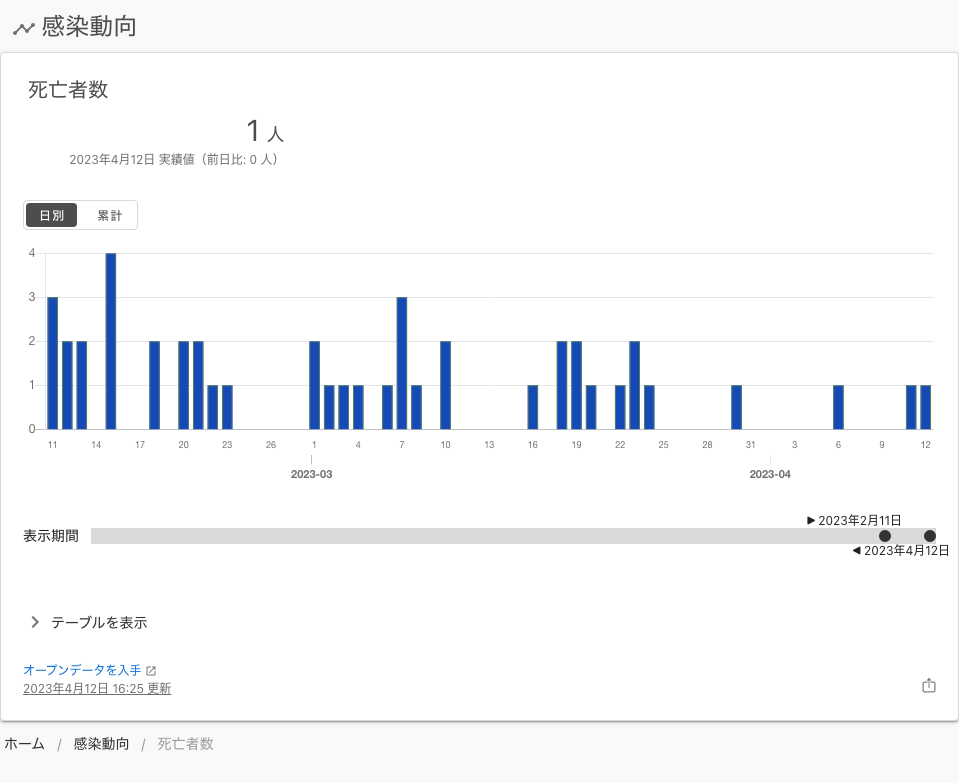 感染動向
死亡者数
1 人
2023年4月12日 実績値（前日比: 0 人）
日別 累計
4
3
2
1
0
11 14 17 20 23 26 1 4 7 10 13 16 19 22 25 28 31 3 6 9 12
2023-03 2023-04
▶ 2023年2月11日
表示期間
◀ 2023年4月12日
テーブルを表示
オープンデータを入手
2023年4月12日 16:25 更新
ホーム / 感染動向 / 死亡者数